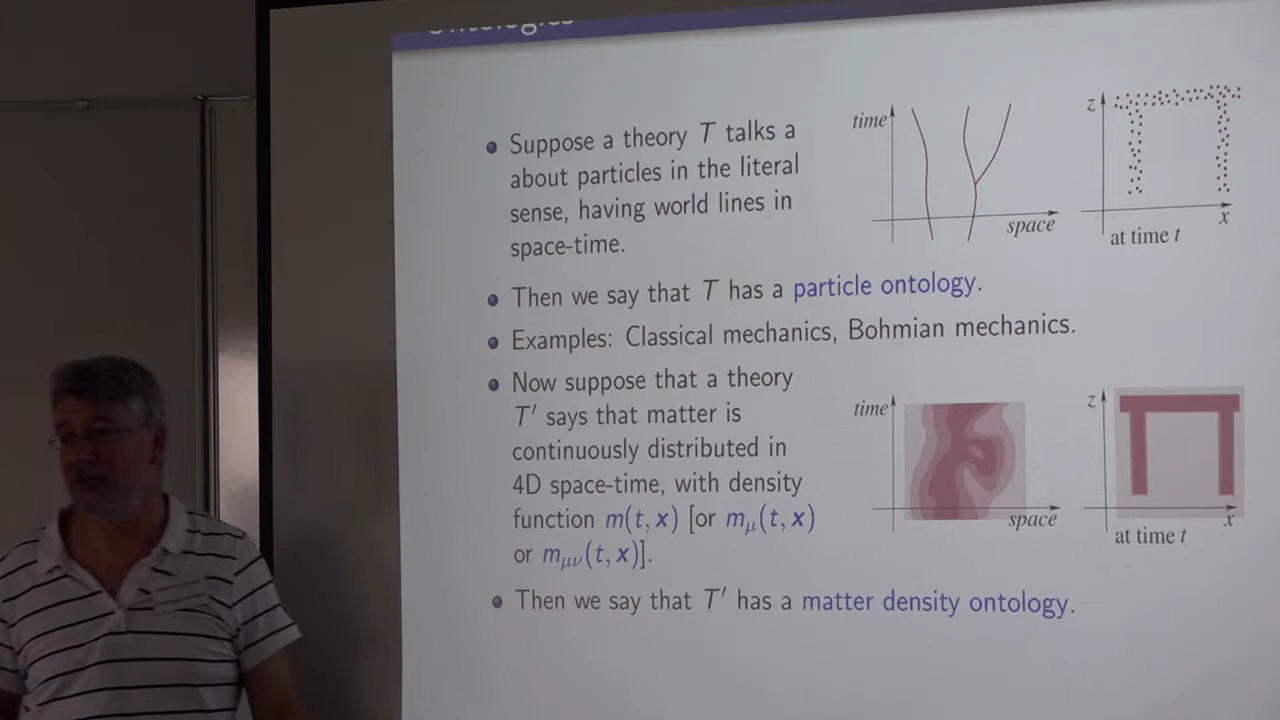 Ontologies
• Suppose a theory T talks a
about particles in the literal
sense, having world lines in
space-time.
time
space
z
x
at time t
• Then we say that T has a particle ontology.
• Examples: Classical mechanics, Bohmian mechanics.
• Now suppose that a theory
T′ says that matter is
continuously distributed in
4D space-time, with density
function m(t, x) [or mμ(t, x)
or mμν(t, x)].
time
space
z
x
at time t
• Then we say that T′ has a matter density ontology.